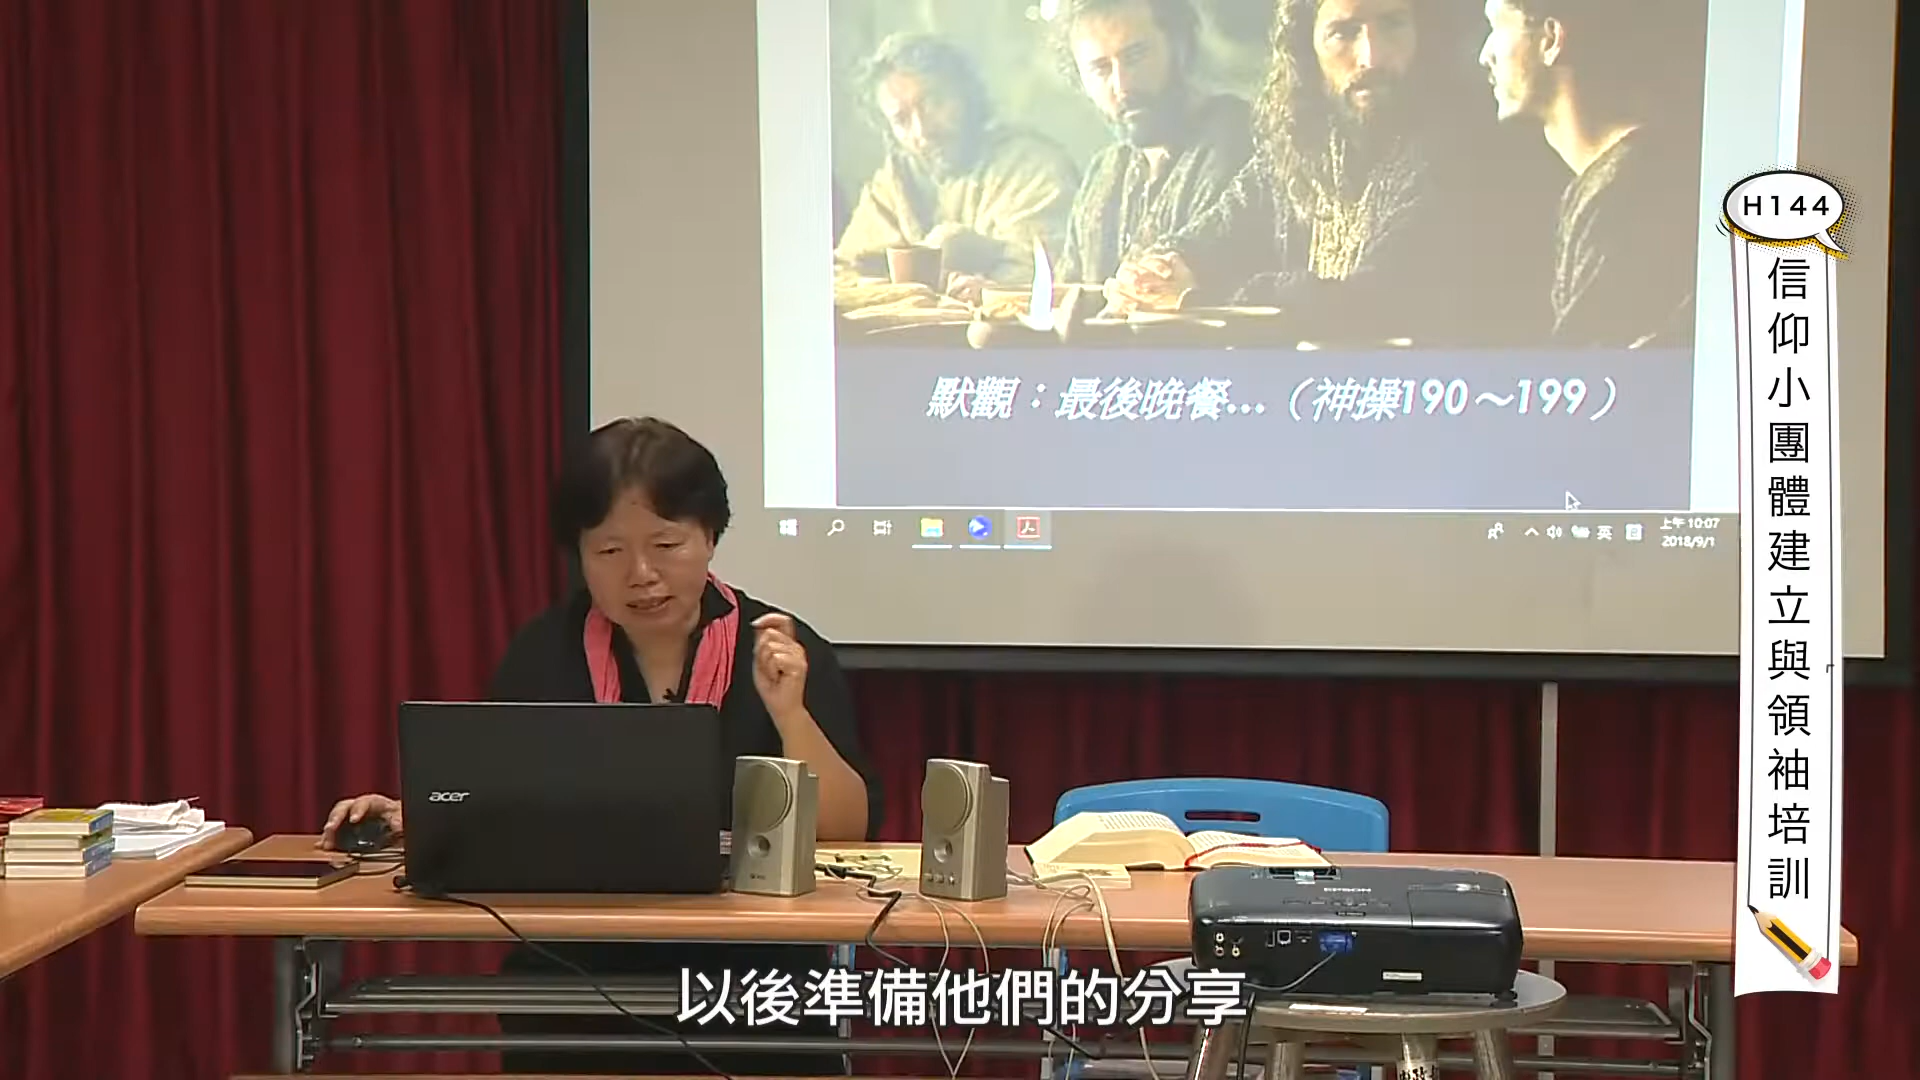 默觀：最後晚餐...（神操190～199）
英
上午 10:07
2018/9/1
H144
信仰小團體建立與領袖培訓
acer
EPSON
以後準備他們的分享